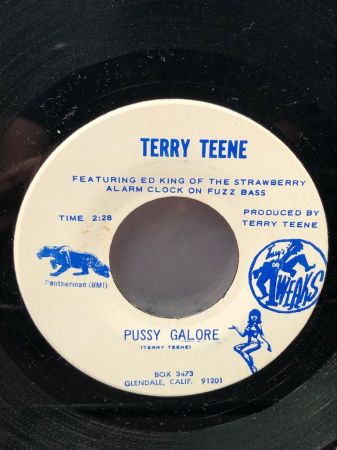 TERRY TEENE
FEATURING ED KING OF THE STRAWBERRY
ALARM CLOCK ON FUZZ BASS
TIME 2:28
PRODUCED BY
TERRY TEENE
Pantherman (BMI)
WEAKS
PUSSY GALORE
(TERRY TEENE)
BOX 3473
GLENDALE, CALIF. 91201